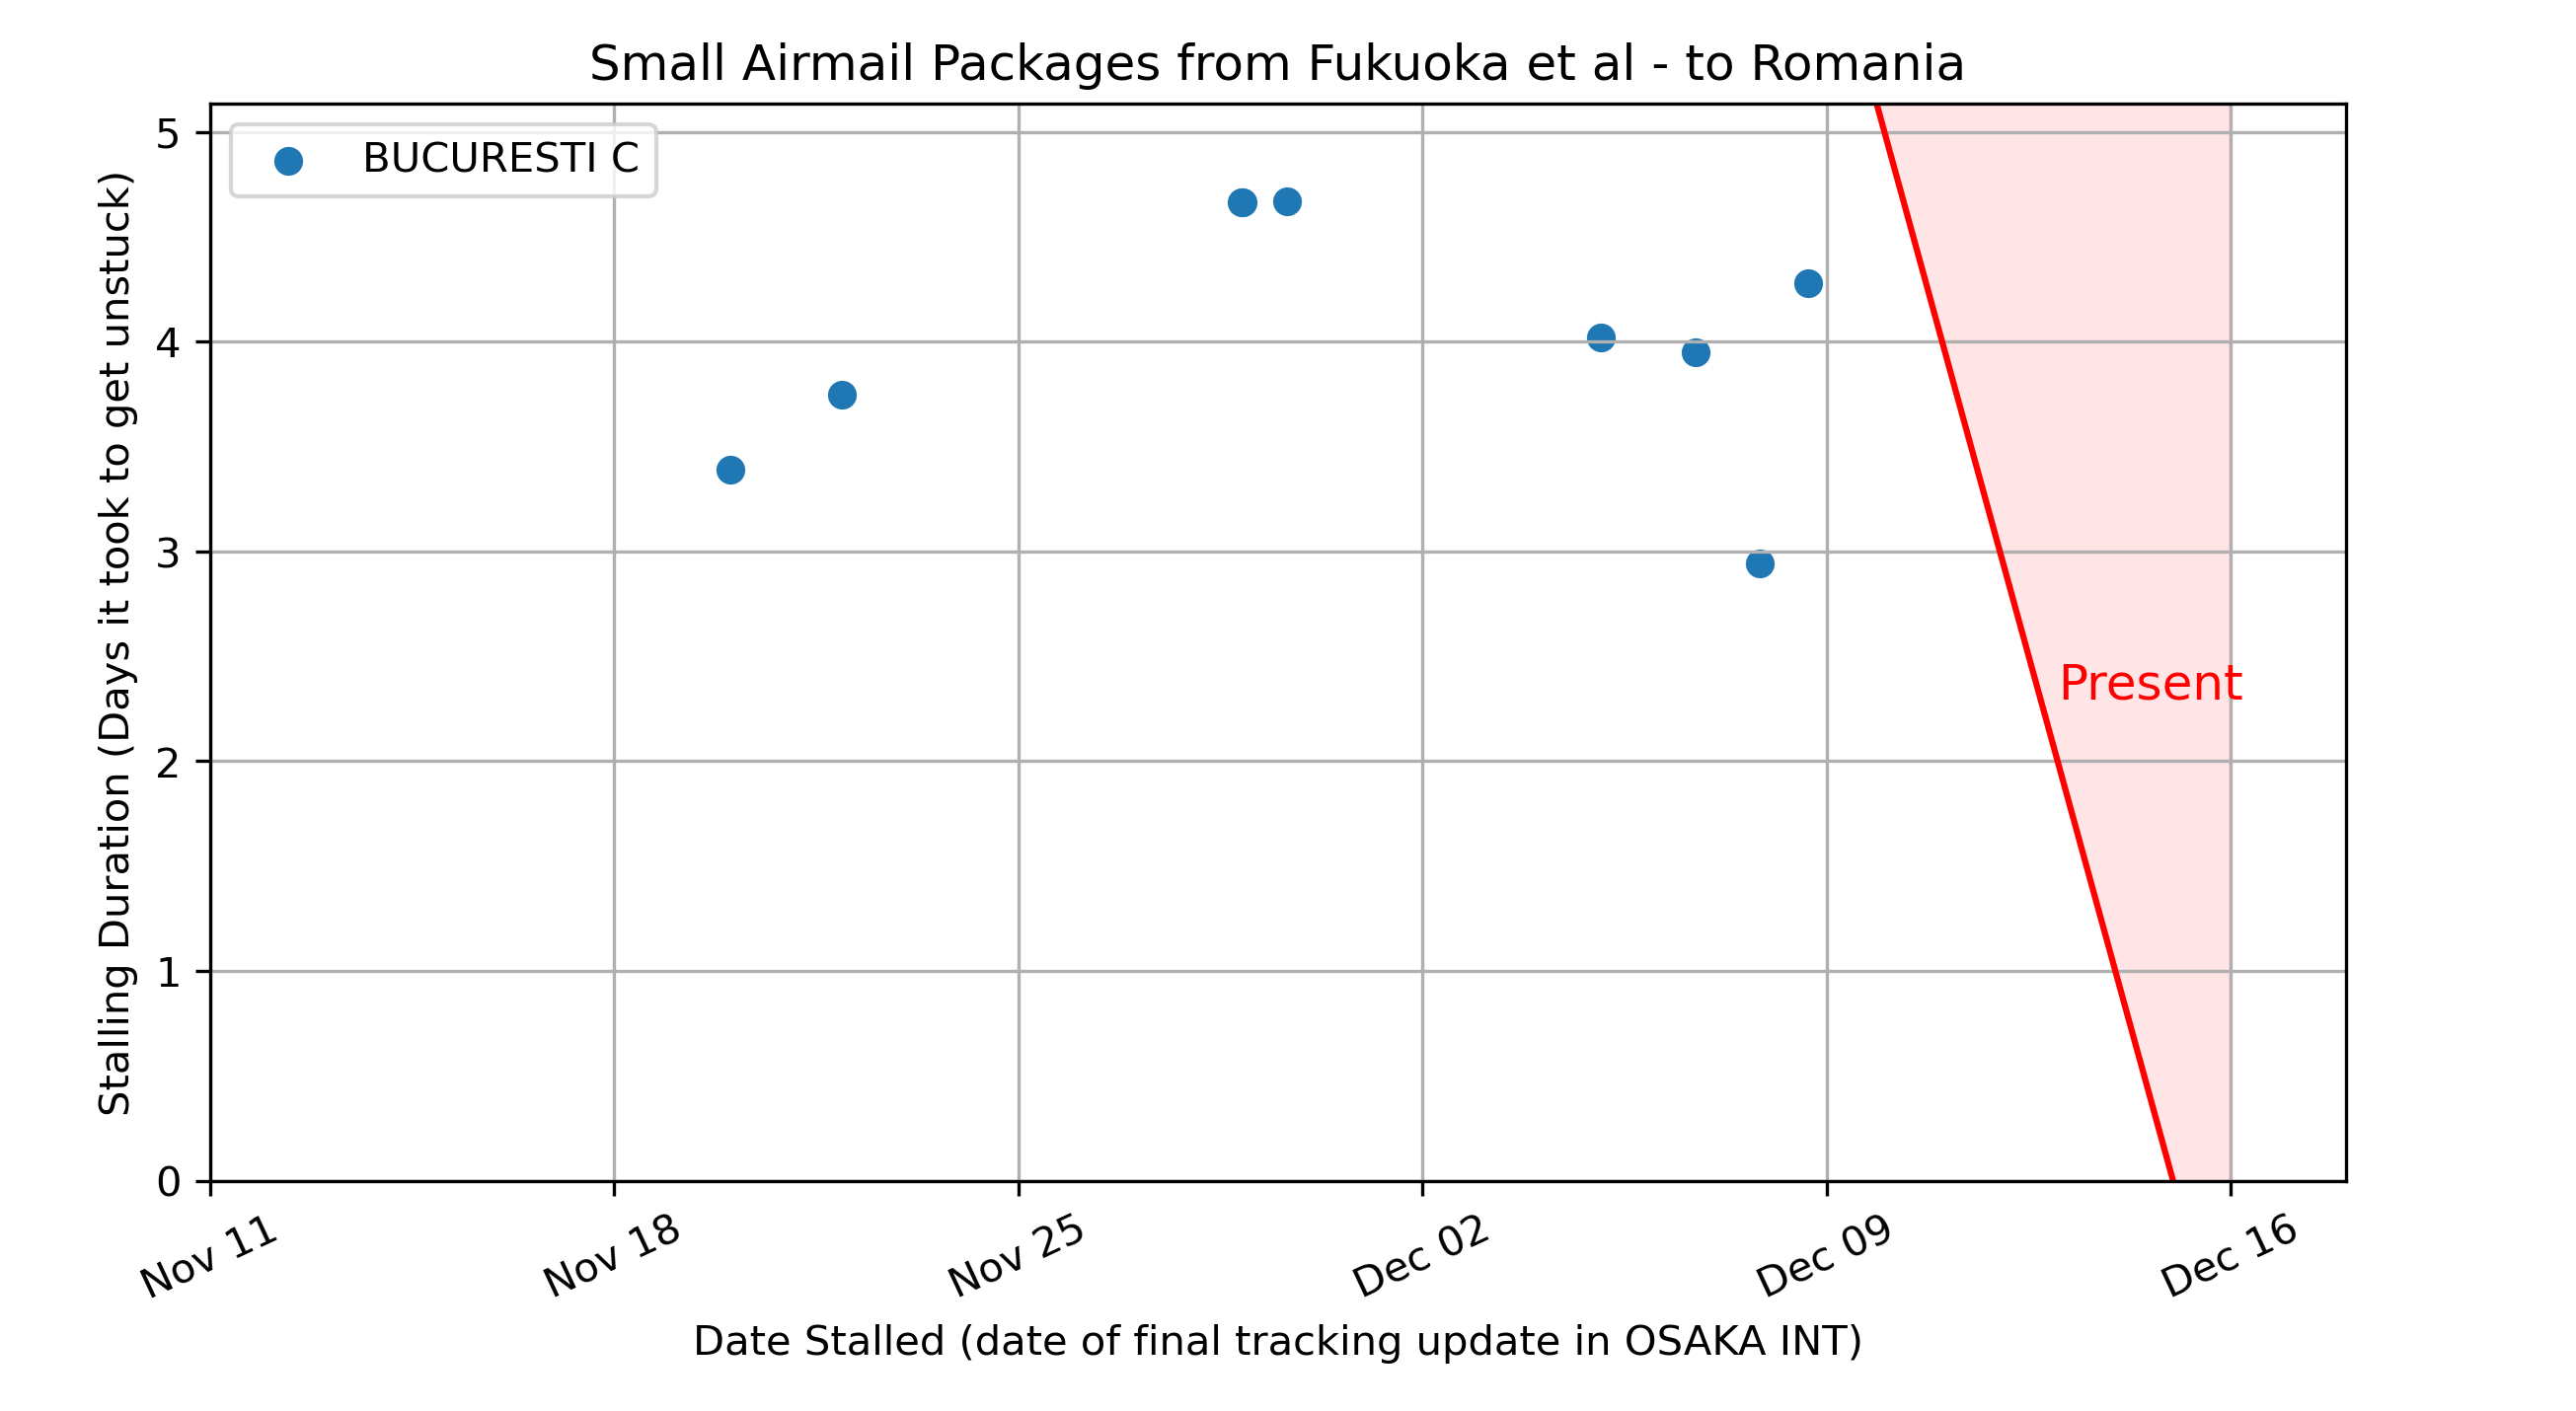 Small Airmail Packages from Fukuoka et al - to Romania
BUCURESTI C
Stalling Duration (Days it took to get unstuck)
5
4
3
2
1
0
Present
Nov 11
Nov 18
Nov 25
Dec 02
Dec 09
Dec 16
Date Stalled (date of final tracking update in OSAKA INT)